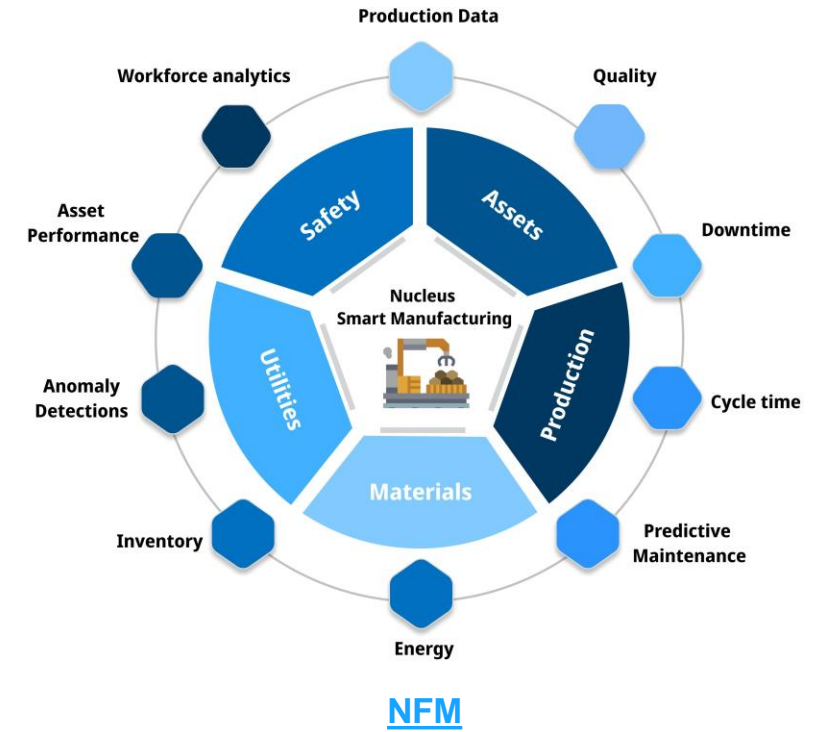 Production Data
Workforce analytics
Quality
Safety
Assets
Asset
Performance
Downtime
Nucleus
Smart Manufacturing
Utilities
Production
Anomaly
Detections
Cycle time
Materials
Inventory
Predictive
Maintenance
Energy
NFM